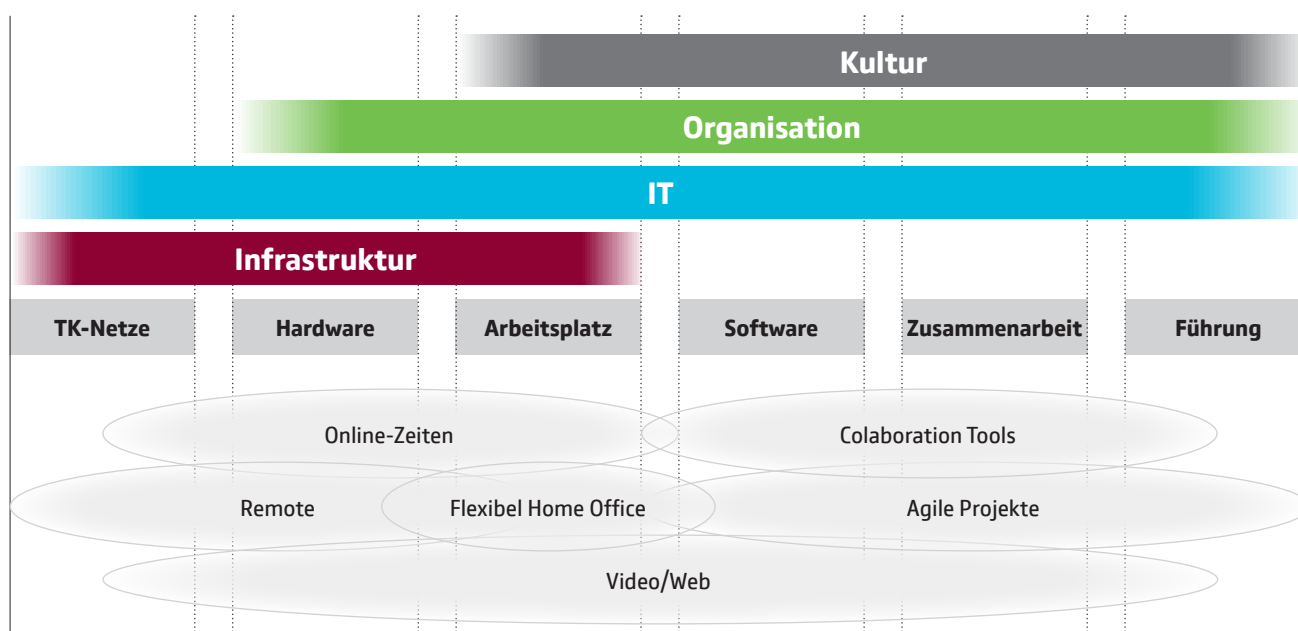 Kultur
Organisation
IT
Infrastruktur
TK-Netze
Hardware
Arbeitsplatz
Software
Zusammenarbeit
Führung
Online-Zeiten
Colaboration Tools
Remote
Flexibel Home Office
Agile Projekte
Video/Web